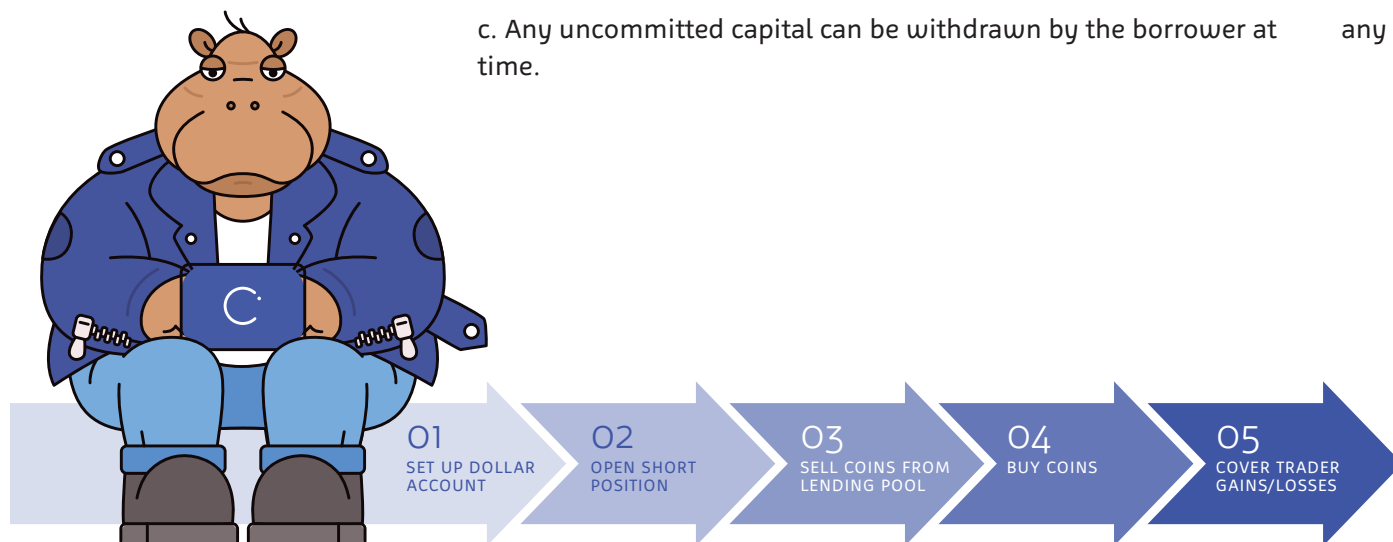 c. Any uncommitted capital can be withdrawn by the borrower at any
time.
01
SET UP DOLLAR
ACCOUNT
02
OPEN SHORT
POSITION
03
SELL COINS FROM
LENDING POOL
04
BUY COINS
05
COVER TRADER
GAINS/LOSSES